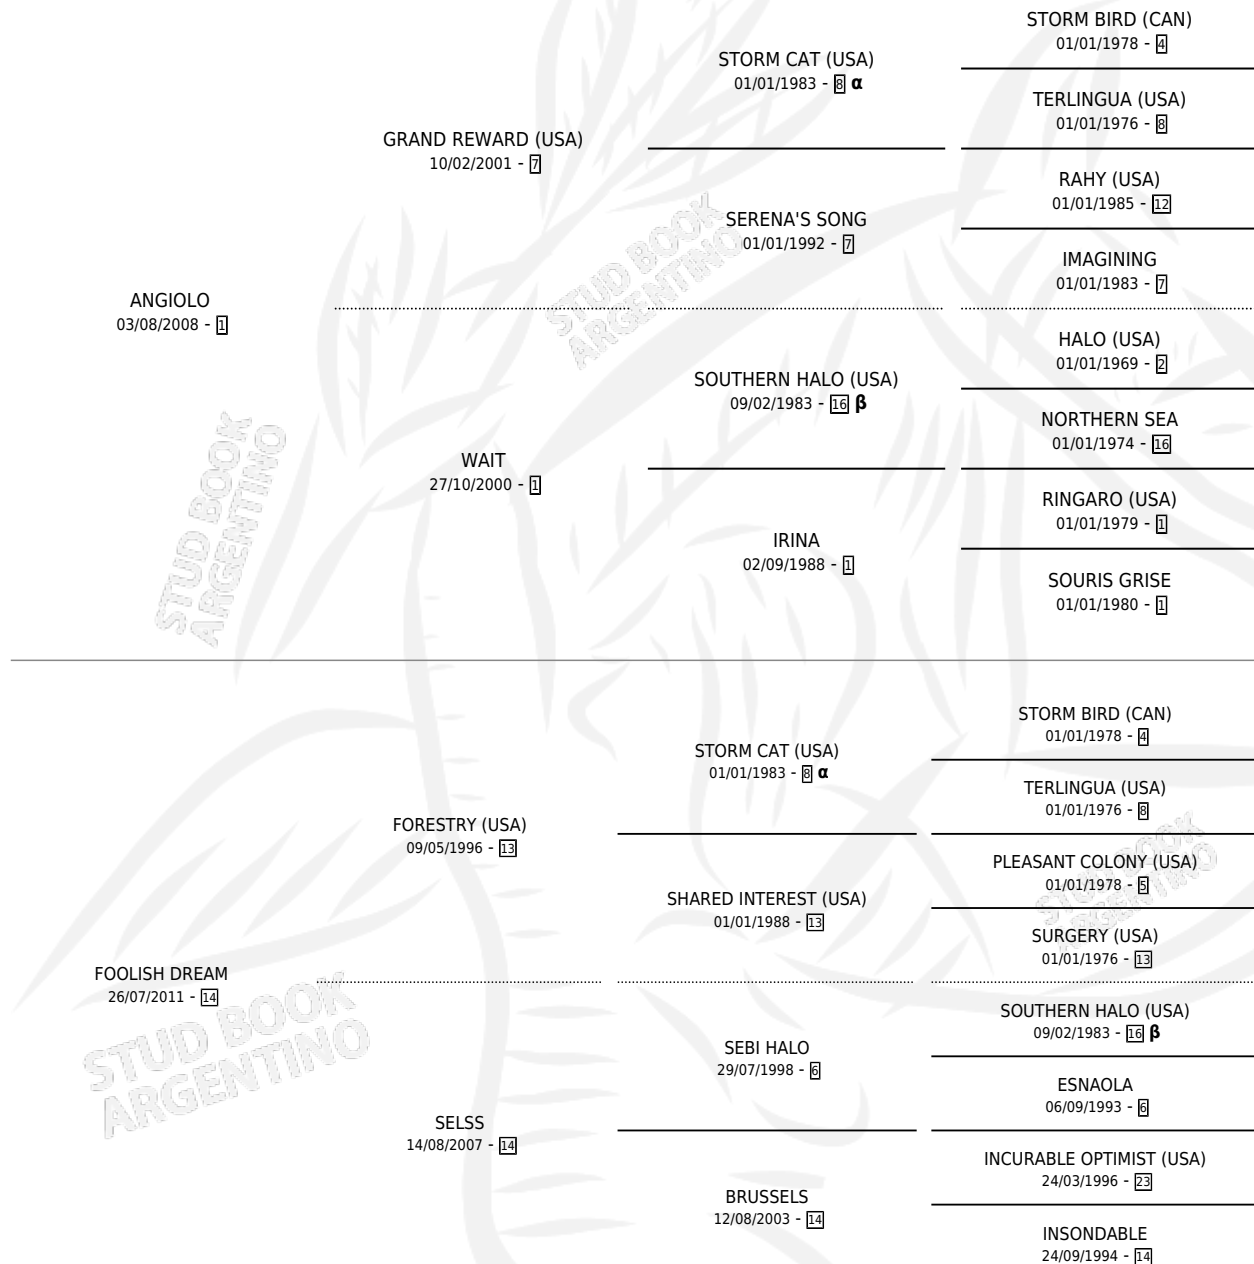 STORM BIRD (CAN)
01/01/1978 - 4
STORM CAT (USA)
01/01/1983 - 8 α
TERLINGUA (USA)
01/01/1976 - 8
GRAND REWARD (USA)
10/02/2001 - 7
RAHY (USA)
01/01/1985 - 12
SERENA'S SONG
01/01/1992 - 7
IMAGINING
01/01/1983 - 7
ANGIOLO
03/08/2008 - 1
HALO (USA)
01/01/1969 - 2
SOUTHERN HALO (USA)
09/02/1983 - 16 β
NORTHERN SEA
01/01/1974 - 16
WAIT
27/10/2000 - 1
RINGARO (USA)
01/01/1979 - 1
IRINA
02/09/1988 - 1
SOURIS GRISE
01/01/1980 - 1
STUD BOOK
ARGENTINO
STUD BOOK
ARGENTINO
STORM BIRD (CAN)
01/01/1978 - 4
STORM CAT (USA)
01/01/1983 - 8 α
TERLINGUA (USA)
01/01/1976 - 8
FORESTRY (USA)
09/05/1996 - 13
PLEASANT COLONY (USA)
01/01/1978 - 5
SHARED INTEREST (USA)
01/01/1988 - 13
SURGERY (USA)
01/01/1976 - 13
FOOLISH DREAM
26/07/2011 - 14
SOUTHERN HALO (USA)
09/02/1983 - 16 β
SEBI HALO
29/07/1998 - 6
ESNAOLA
06/09/1993 - 6
SELSS
14/08/2007 - 14
INCURABLE OPTIMIST (USA)
24/03/1996 - 23
BRUSSELS
12/08/2003 - 14
INSONDABLE
24/09/1994 - 14
STUD BOOK
ARGENTINO
STUD BOOK
ARGENTINO